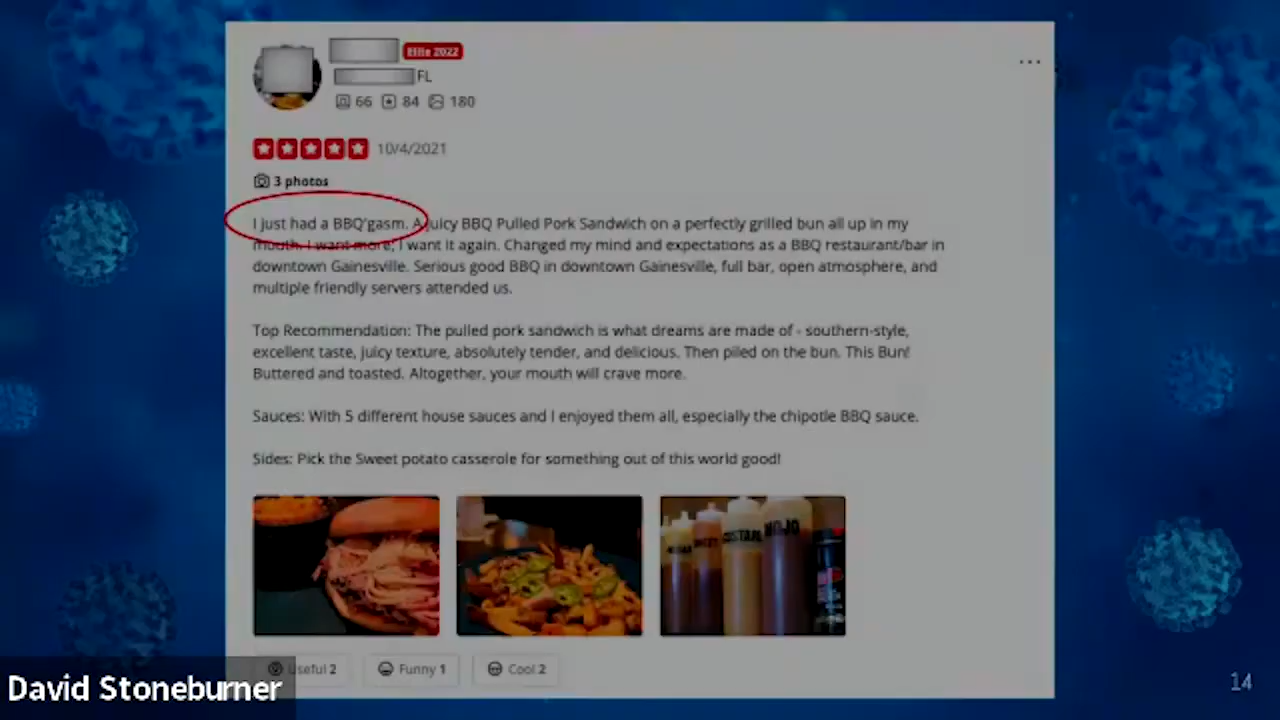 Elite 2022
FL
66 84 180
10/4/2021
3 photos
I just had a BBQ'gasm. A juicy BBQ Pulled Pork Sandwich on a perfectly grilled bun all up in my
mouth. I want more, I want it again. Changed my mind and expectations as a BBQ restaurant/bar in
downtown Gainesville. Serious good BBQ in downtown Gainesville, full bar, open atmosphere, and
multiple friendly servers attended us.
Top Recommendation: The pulled pork sandwich is what dreams are made of - southern-style,
excellent taste, juicy texture, absolutely tender, and delicious. Then piled on the bun. This Bun!
Buttered and toasted. Altogether, your mouth will crave more.
Sauces: With 5 different house sauces and I enjoyed them all, especially the chipotle BBQ sauce.
Sides: Pick the Sweet potato casserole for something out of this world good!
MOJO
Useful 2 Funny 1 Cool 2
David Stoneburner
14